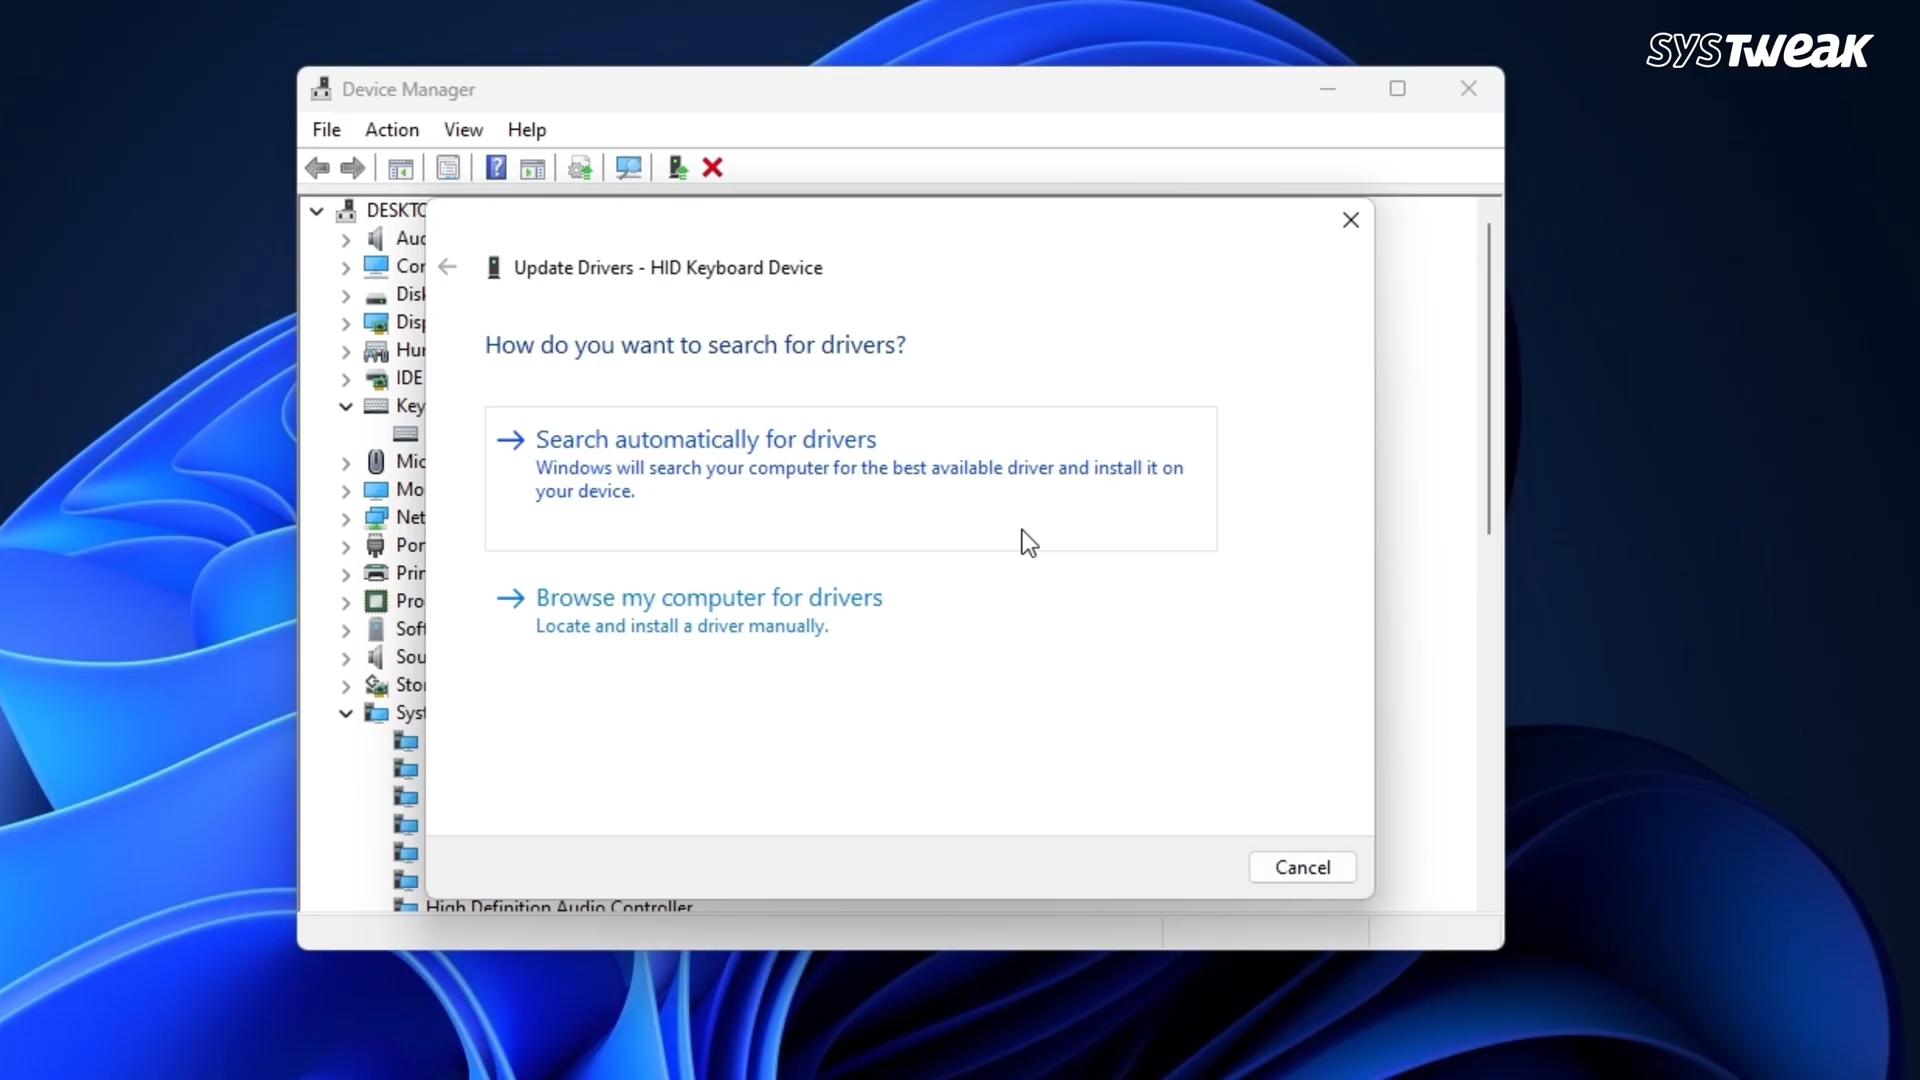 SYSTWEAK
Device Manager
File Action View Help
DESKTO
Aud
Cor
Disk
Disp
Hur
IDE
Key
Mic
Mo
Net
Por
Prin
Pro
Soft
Sou
Stor
Syst
High Definition Audio Controller
Update Drivers - HID Keyboard Device
How do you want to search for drivers?
Search automatically for drivers
Windows will search your computer for the best available driver and install it on
your device.
Browse my computer for drivers
Locate and install a driver manually.
Cancel